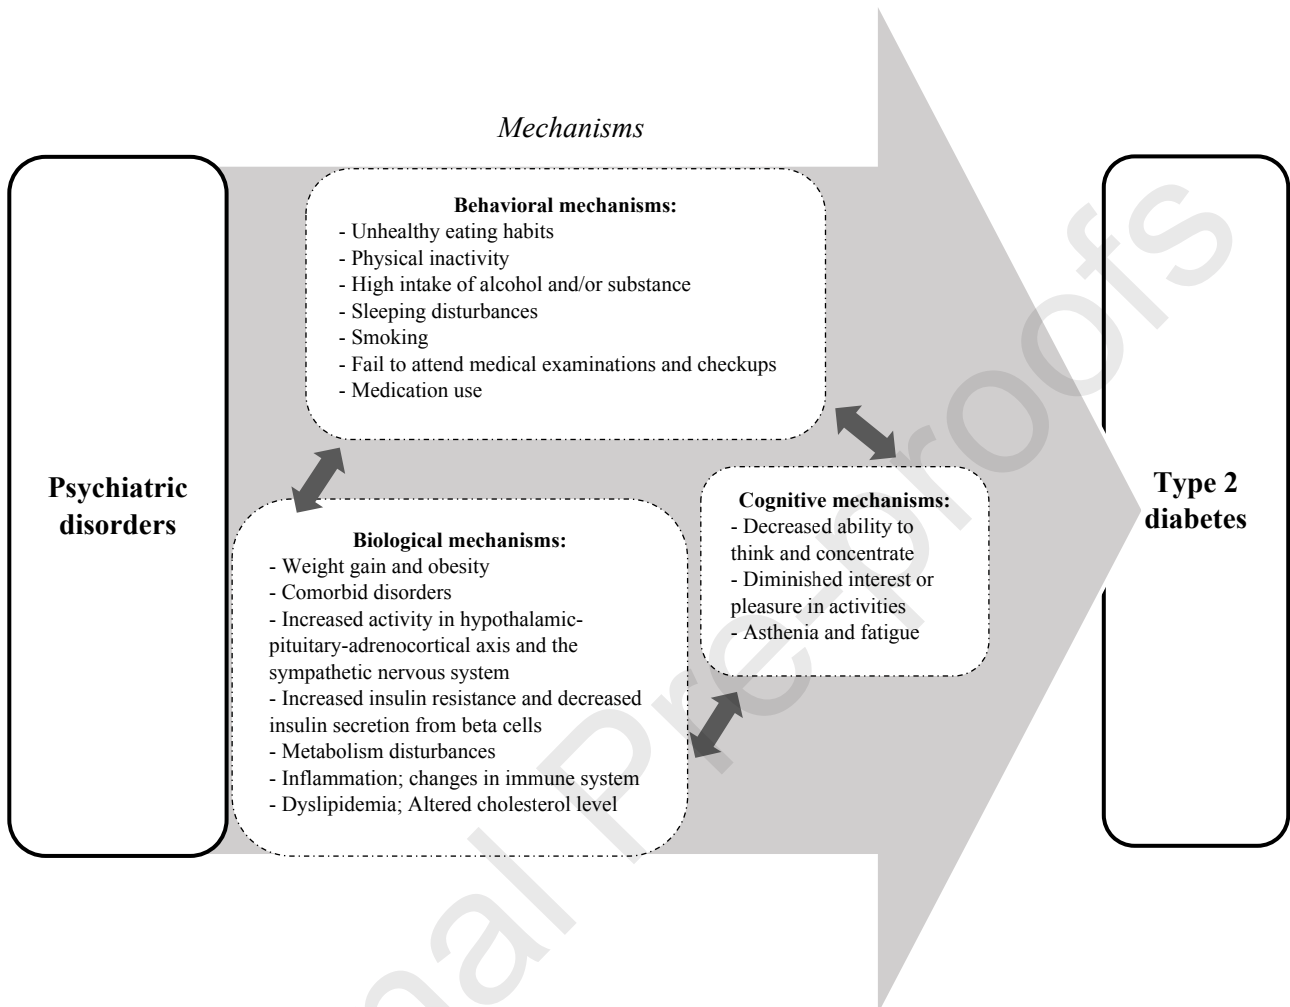 Mechanisms
Psychiatric
disorders
Behavioral mechanisms:
- Unhealthy eating habits
- Physical inactivity
- High intake of alcohol and/or substance
- Sleeping disturbances
- Smoking
- Fail to attend medical examinations and checkups
- Medication use
Biological mechanisms:
- Weight gain and obesity
- Comorbid disorders
- Increased activity in hypothalamic-
pituitary-adrenocortical axis and the
sympathetic nervous system
- Increased insulin resistance and decreased
insulin secretion from beta cells
- Metabolism disturbances
- Inflammation; changes in immune system
- Dyslipidemia; Altered cholesterol level
Cognitive mechanisms:
- Decreased ability to
think and concentrate
- Diminished interest or
pleasure in activities
- Asthenia and fatigue
Type 2
diabetes
nal Pre-proofs